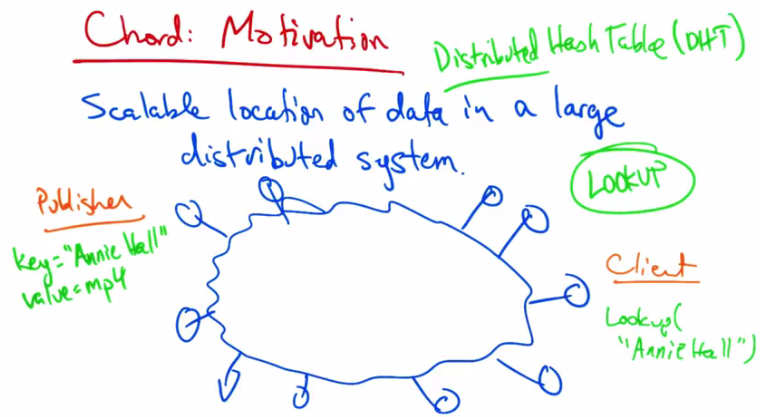 Chord: Motivation
Distributed Hash Table (DHT)
Scalable location of data in a large
distributed system.
LOOKUP
Publisher
key="Annie Hall"
value=mp4
Client
Lookup(
"Annie Hall")